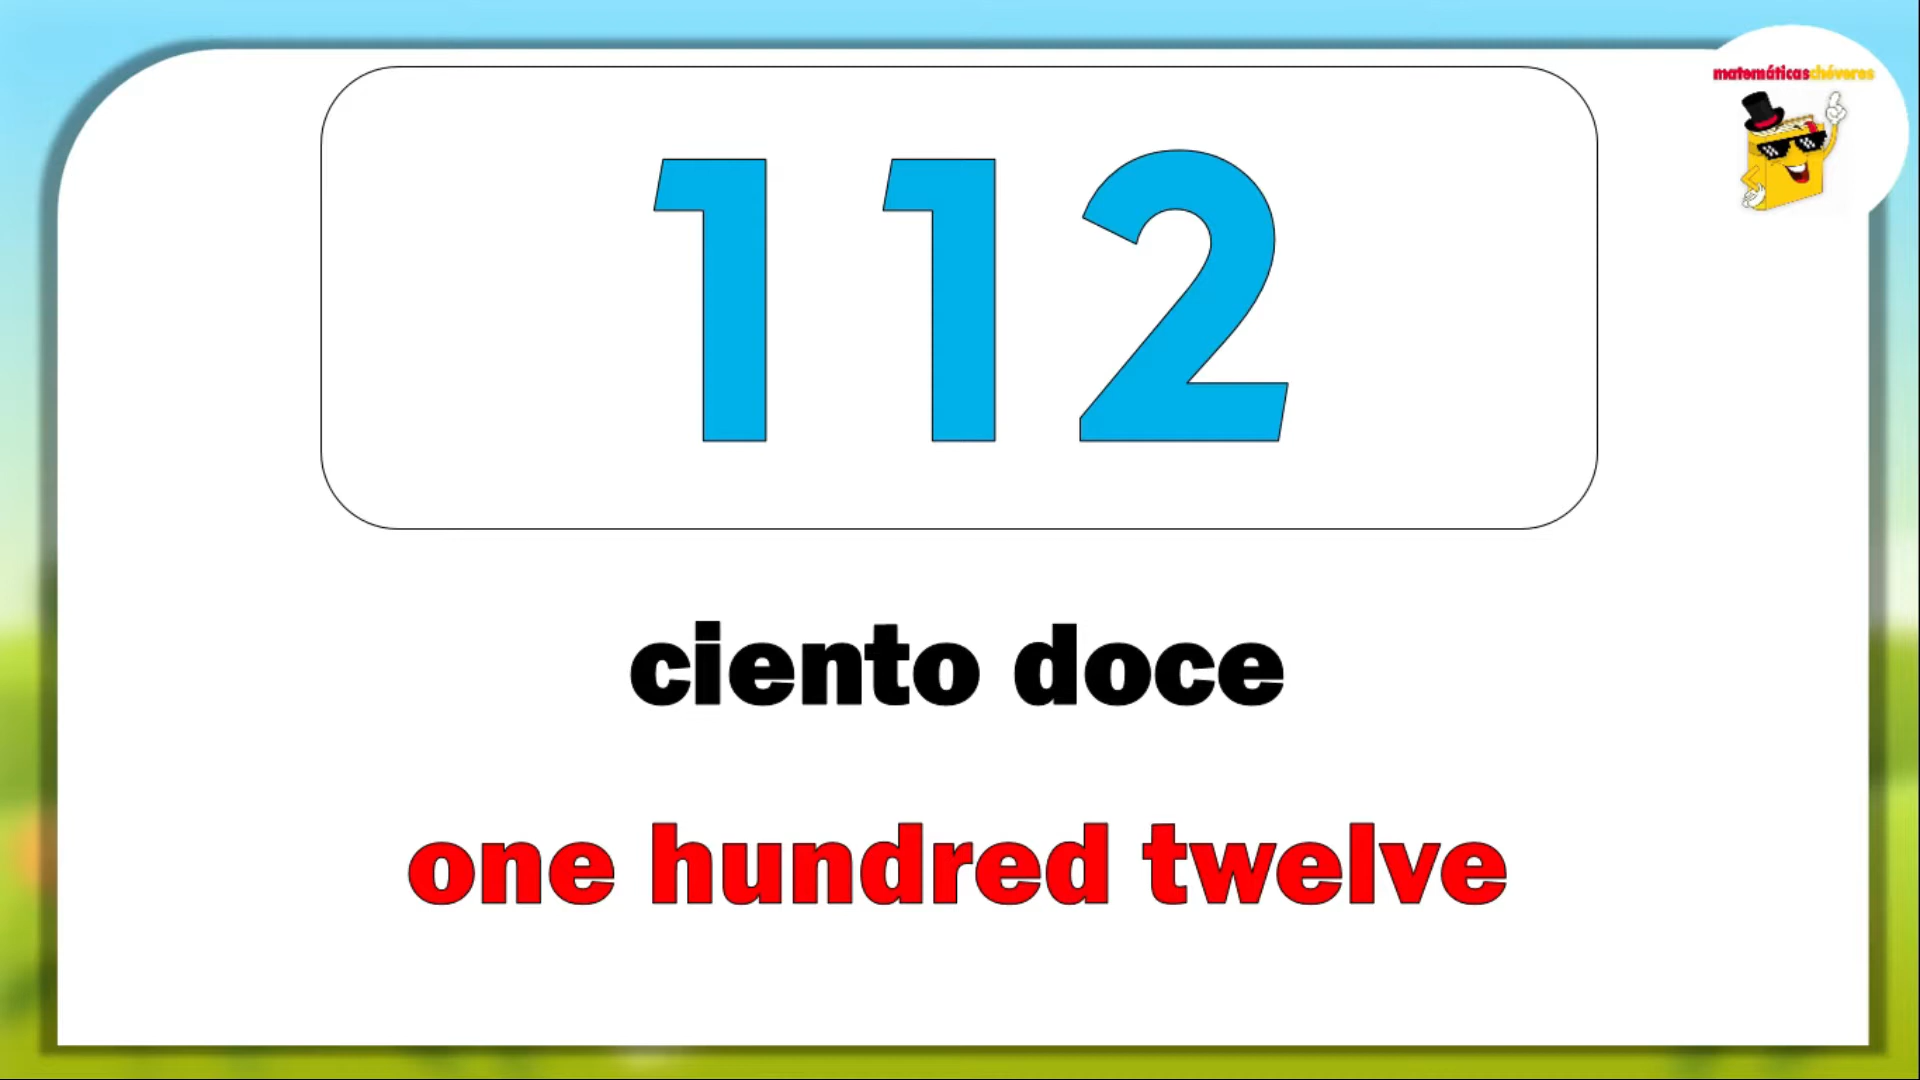 matemáticaschéveres
112
ciento doce
one hundred twelve